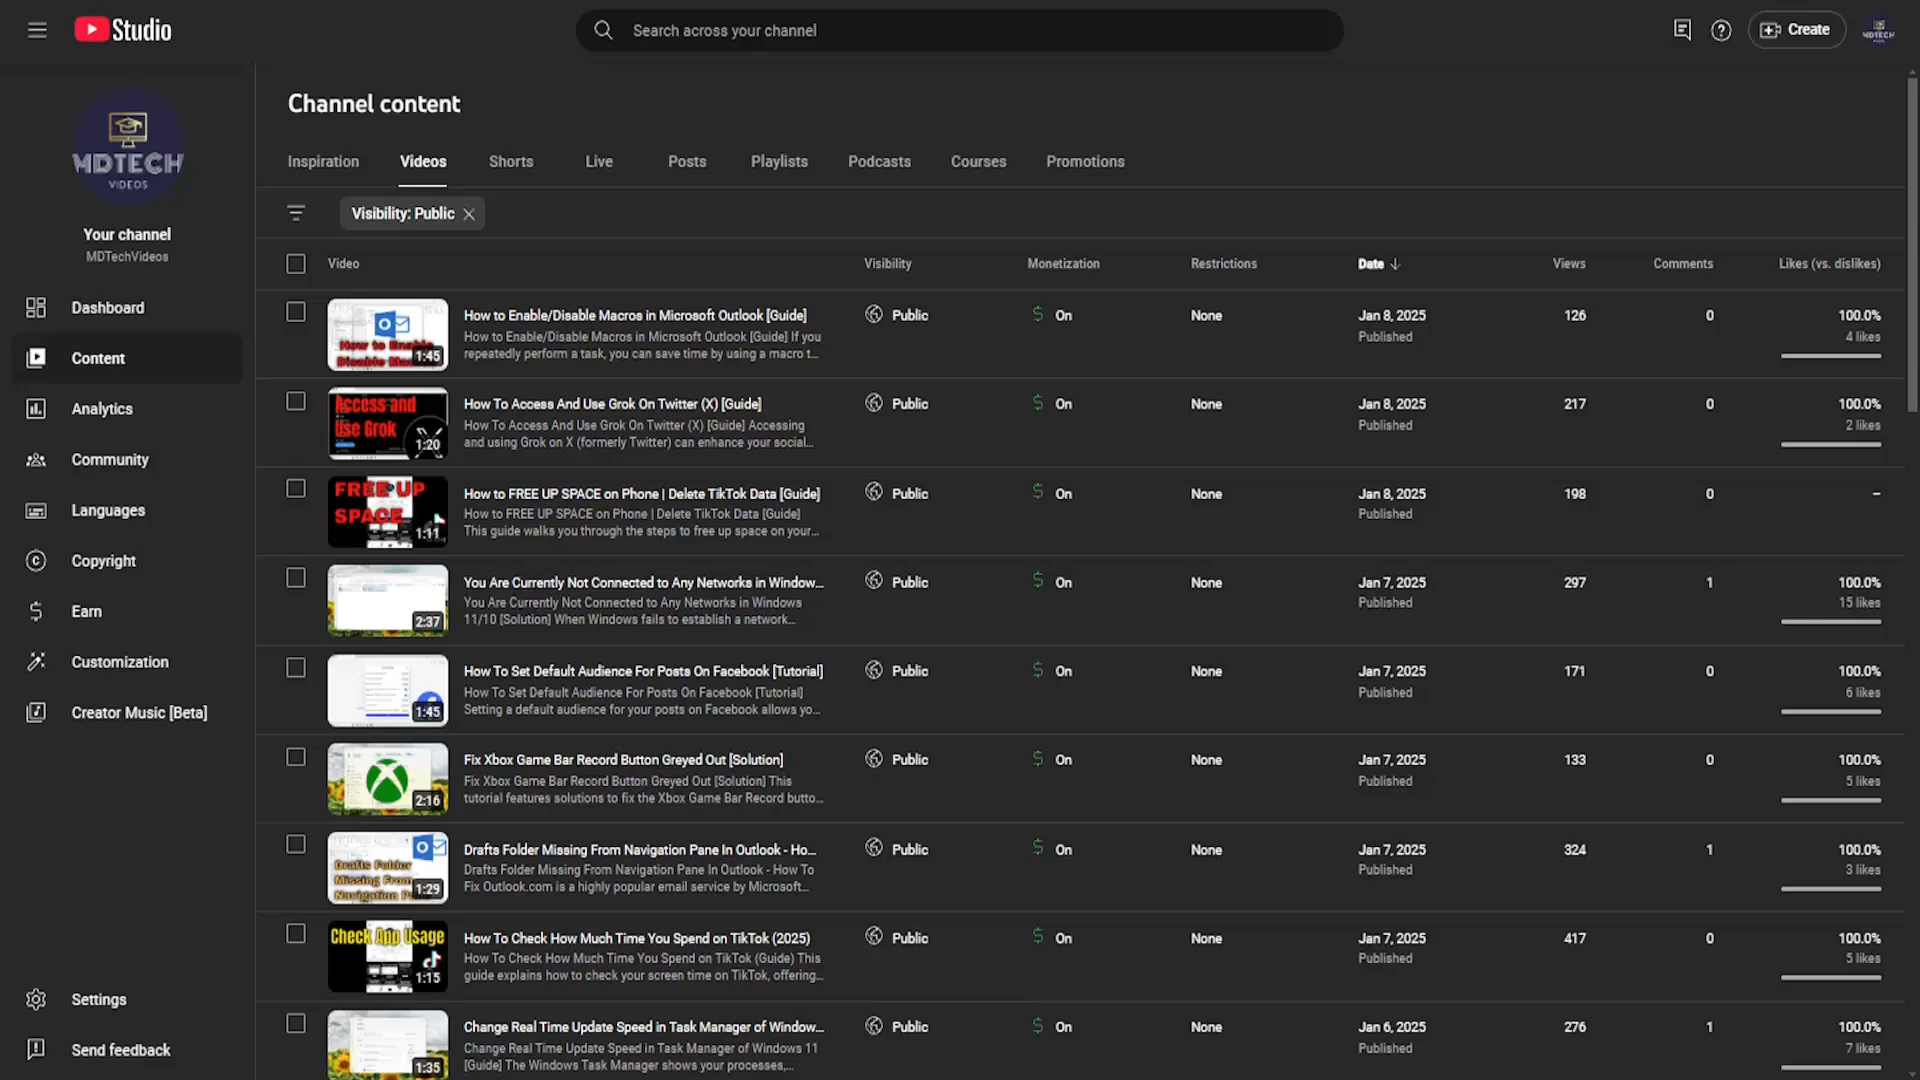 Studio
Search across your channel
Create
MDTECH
MDTECH
VIDEOS
Your channel
MDTechVideos
Dashboard
Content
Analytics
Community
Languages
Copyright
Earn
Customization
Creator Music [Beta]
Settings
Send feedback
Channel content
Inspiration Videos Shorts Live Posts Playlists Podcasts Courses Promotions
Visibility: Public
Video Visibility Monetization Restrictions Date Views Comments Likes (vs. dislikes)
How to Enable
Disable Mac
1:45
How to Enable/Disable Macros in Microsoft Outlook [Guide] Public $ On None Jan 8, 2025 126 0 100.0%
How to Enable/Disable Macros in Microsoft Outlook [Guide] If you Published 4 likes
repeatedly perform a task, you can save time by using a macro t...
Access and
Use Grok
1:20
How To Access And Use Grok On Twitter (X) [Guide] Public $ On None Jan 8, 2025 217 0 100.0%
How To Access And Use Grok On Twitter (X) [Guide] Accessing Published 2 likes
and using Grok on X (formerly Twitter) can enhance your social...
FREE UP
SPACE
1:11
How to FREE UP SPACE on Phone | Delete TikTok Data [Guide] Public $ On None Jan 8, 2025 198 0 –
How to FREE UP SPACE on Phone | Delete TikTok Data [Guide] Published
This guide walks you through the steps to free up space on your...
2:37
You Are Currently Not Connected to Any Networks in Window... Public $ On None Jan 7, 2025 297 1 100.0%
You Are Currently Not Connected to Any Networks in Windows Published 15 likes
11/10 [Solution] When Windows fails to establish a network...
1:45
How To Set Default Audience For Posts On Facebook [Tutorial] Public $ On None Jan 7, 2025 171 0 100.0%
How To Set Default Audience For Posts On Facebook [Tutorial] Published 6 likes
Setting a default audience for your posts on Facebook allows yo...
2:16
Fix Xbox Game Bar Record Button Greyed Out [Solution] Public $ On None Jan 7, 2025 133 0 100.0%
Fix Xbox Game Bar Record Button Greyed Out [Solution] This Published 5 likes
tutorial features solutions to fix the Xbox Game Bar Record butto...
Drafts Folder
Missing From
Navigation P
1:29
Drafts Folder Missing From Navigation Pane In Outlook - Ho... Public $ On None Jan 7, 2025 324 1 100.0%
Drafts Folder Missing From Navigation Pane In Outlook - How To Published 3 likes
Fix Outlook.com is a highly popular email service by Microsoft...
Check App Usage
1:15
How To Check How Much Time You Spend on TikTok (2025) Public $ On None Jan 7, 2025 417 0 100.0%
How To Check How Much Time You Spend on TikTok (Guide) This Published 5 likes
guide explains how to check your screen time on TikTok, offering...
1:35
Change Real Time Update Speed in Task Manager of Window... Public $ On None Jan 6, 2025 276 1 100.0%
Change Real Time Update Speed in Task Manager of Windows 11 Published 7 likes
[Guide] The Windows Task Manager shows your processes,...